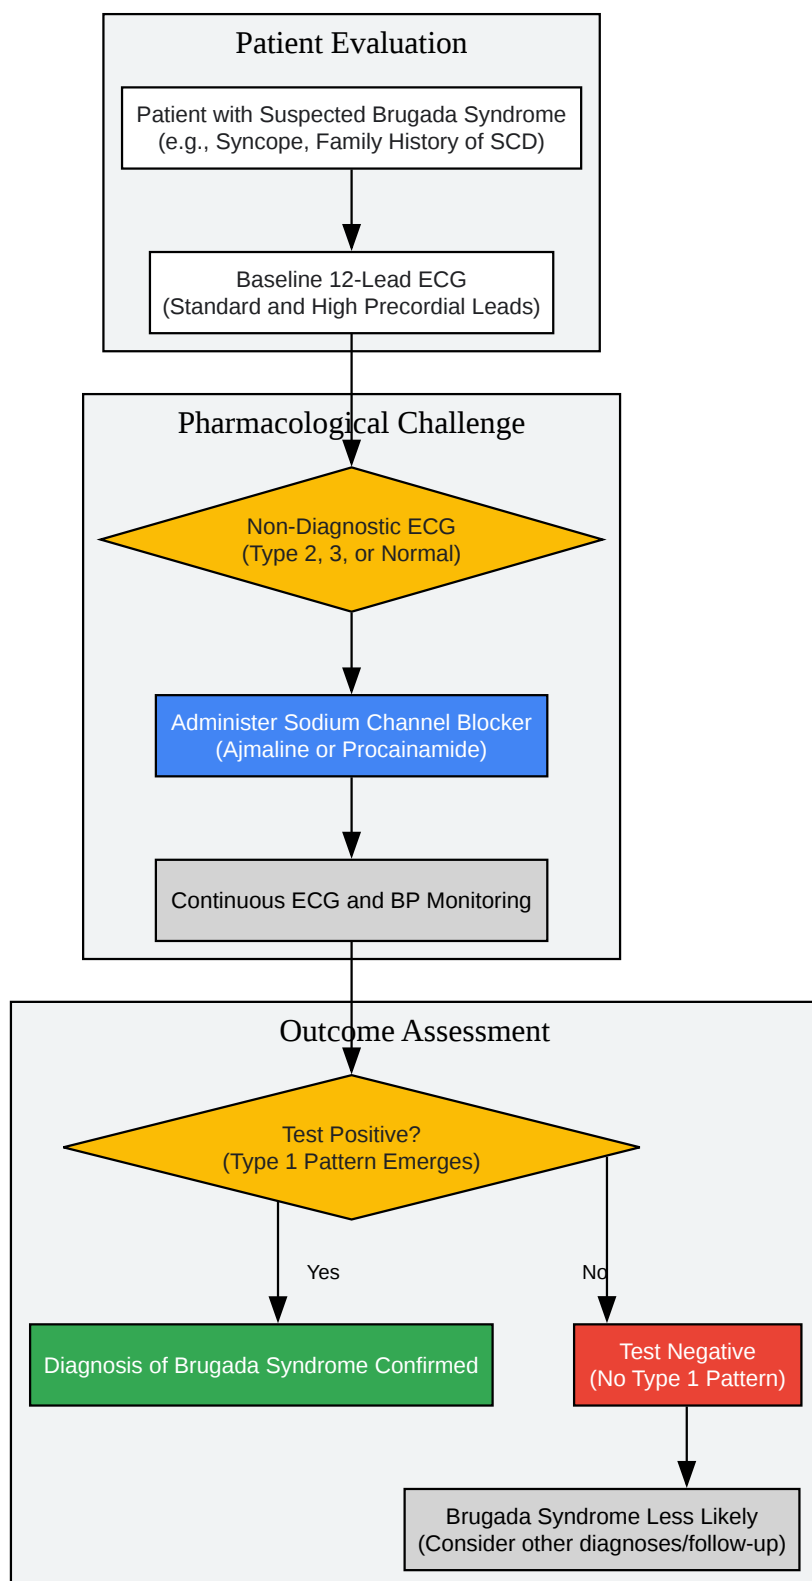 Patient Evaluation
Patient with Suspected Brugada Syndrome
(e.g., Syncope, Family History of SCD)
Baseline 12-Lead ECG
(Standard and High Precordial Leads)
Pharmacological Challenge
Non-Diagnostic ECG
(Type 2, 3, or Normal)
Administer Sodium Channel Blocker
(Ajmaline or Procainamide)
Continuous ECG and BP Monitoring
Outcome Assessment
Test Positive?
(Type 1 Pattern Emerges)
Yes
No
Diagnosis of Brugada Syndrome Confirmed
Test Negative
(No Type 1 Pattern)
Brugada Syndrome Less Likely
(Consider other diagnoses/follow-up)